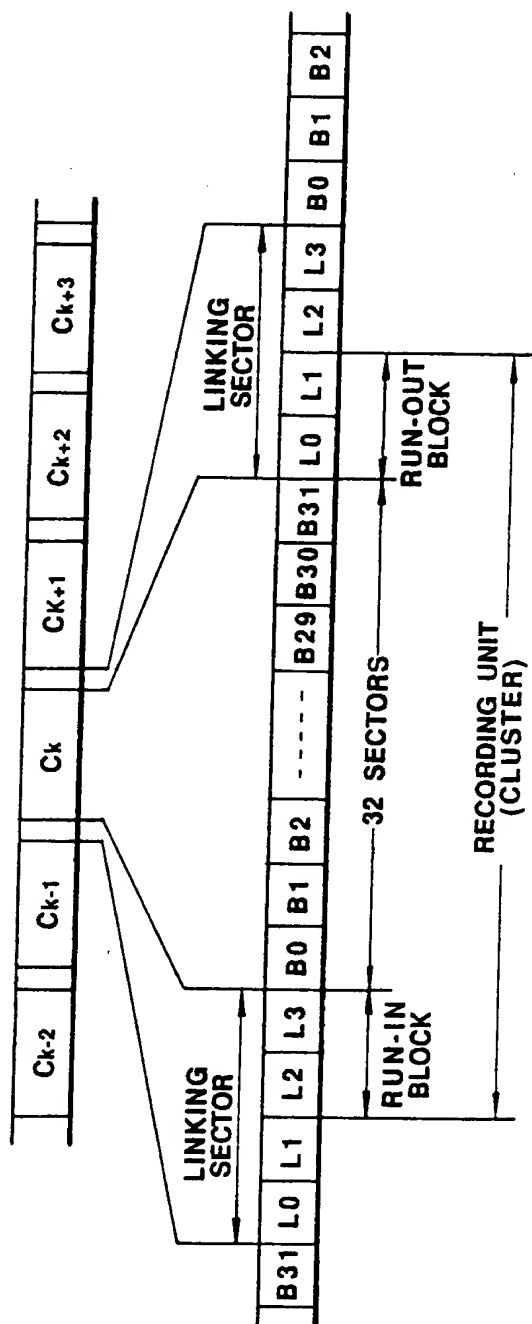 Ck-2 Ck-1 Ck CK+1 Ck+2 Ck+3
LINKING
SECTOR
LINKING
SECTOR
B31 L0 L1 L2 L3 B0 B1 B2 ----- B29 B30 B31 L0 L1 L2 L3 B0 B1 B2
RUN-IN
BLOCK
32 SECTORS
RUN-OUT
BLOCK
RECORDING UNIT
(CLUSTER)